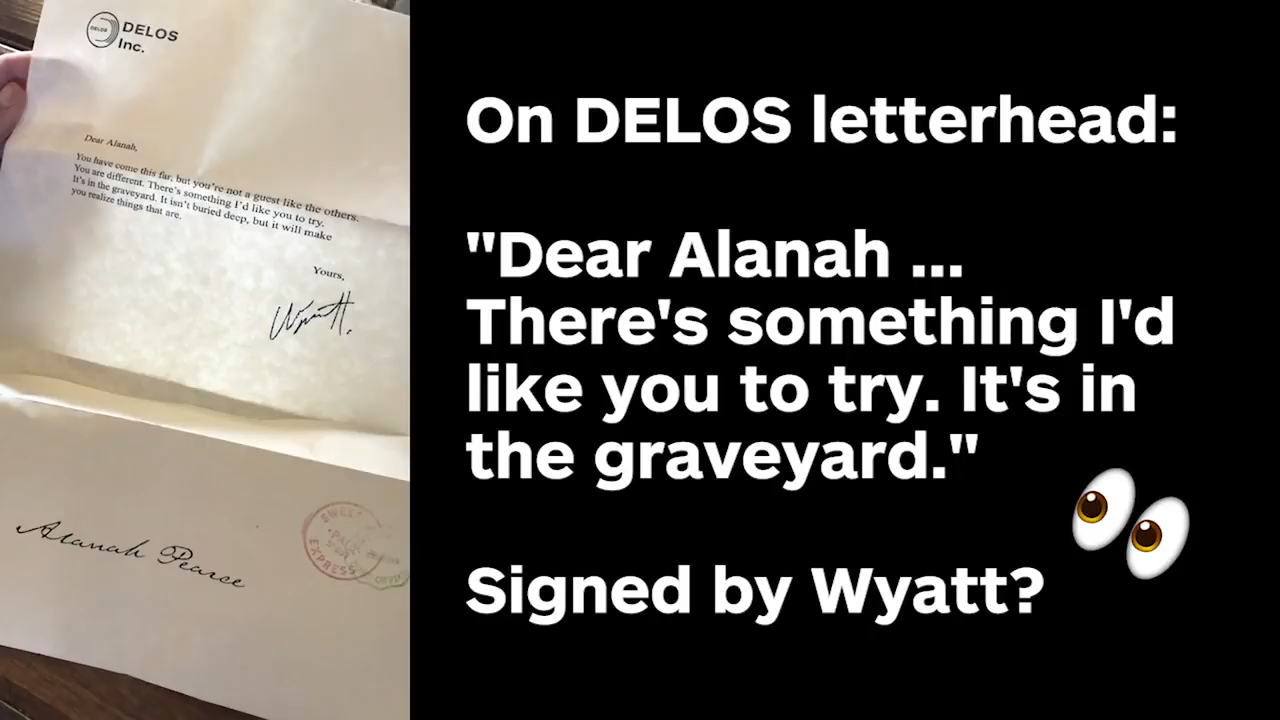 DELOS
DELOS
Inc.
Dear Alanah,
You have come this far, but you're not a guest like the others.
You are different. There's something I'd like you to try.
It's in the graveyard. It isn't buried deep, but it will make
you realize things that are.
Yours,
Wyatt.
Alanah Pearce
SWEET
EXPRESS
On DELOS letterhead:
"Dear Alanah ...
There's something I'd
like you to try. It's in
the graveyard."
Signed by Wyatt?